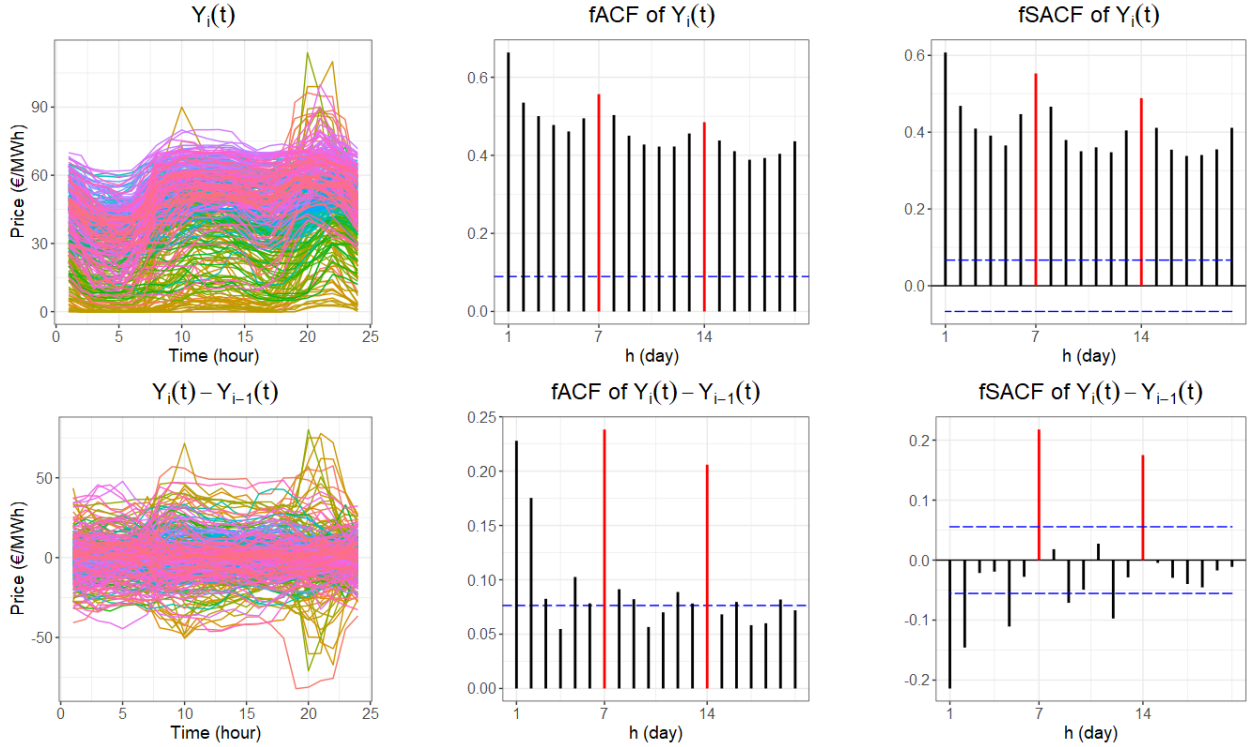 Yᵢ(t)
Price (€/MWh)
90
60
30
0
0 5 10 15 20 25
Time (hour)
fACF of Yᵢ(t)
0.6
0.4
0.2
0.0
1 7 14
h (day)
fSACF of Yᵢ(t)
0.6
0.4
0.2
0.0
1 7 14
h (day)
Yᵢ(t) − Yᵢ₋₁(t)
Price (€/MWh)
50
0
-50
0 5 10 15 20 25
Time (hour)
fACF of Yᵢ(t) − Yᵢ₋₁(t)
0.25
0.20
0.15
0.10
0.05
0.00
1 7 14
h (day)
fSACF of Yᵢ(t) − Yᵢ₋₁(t)
0.2
0.1
0.0
-0.1
-0.2
1 7 14
h (day)